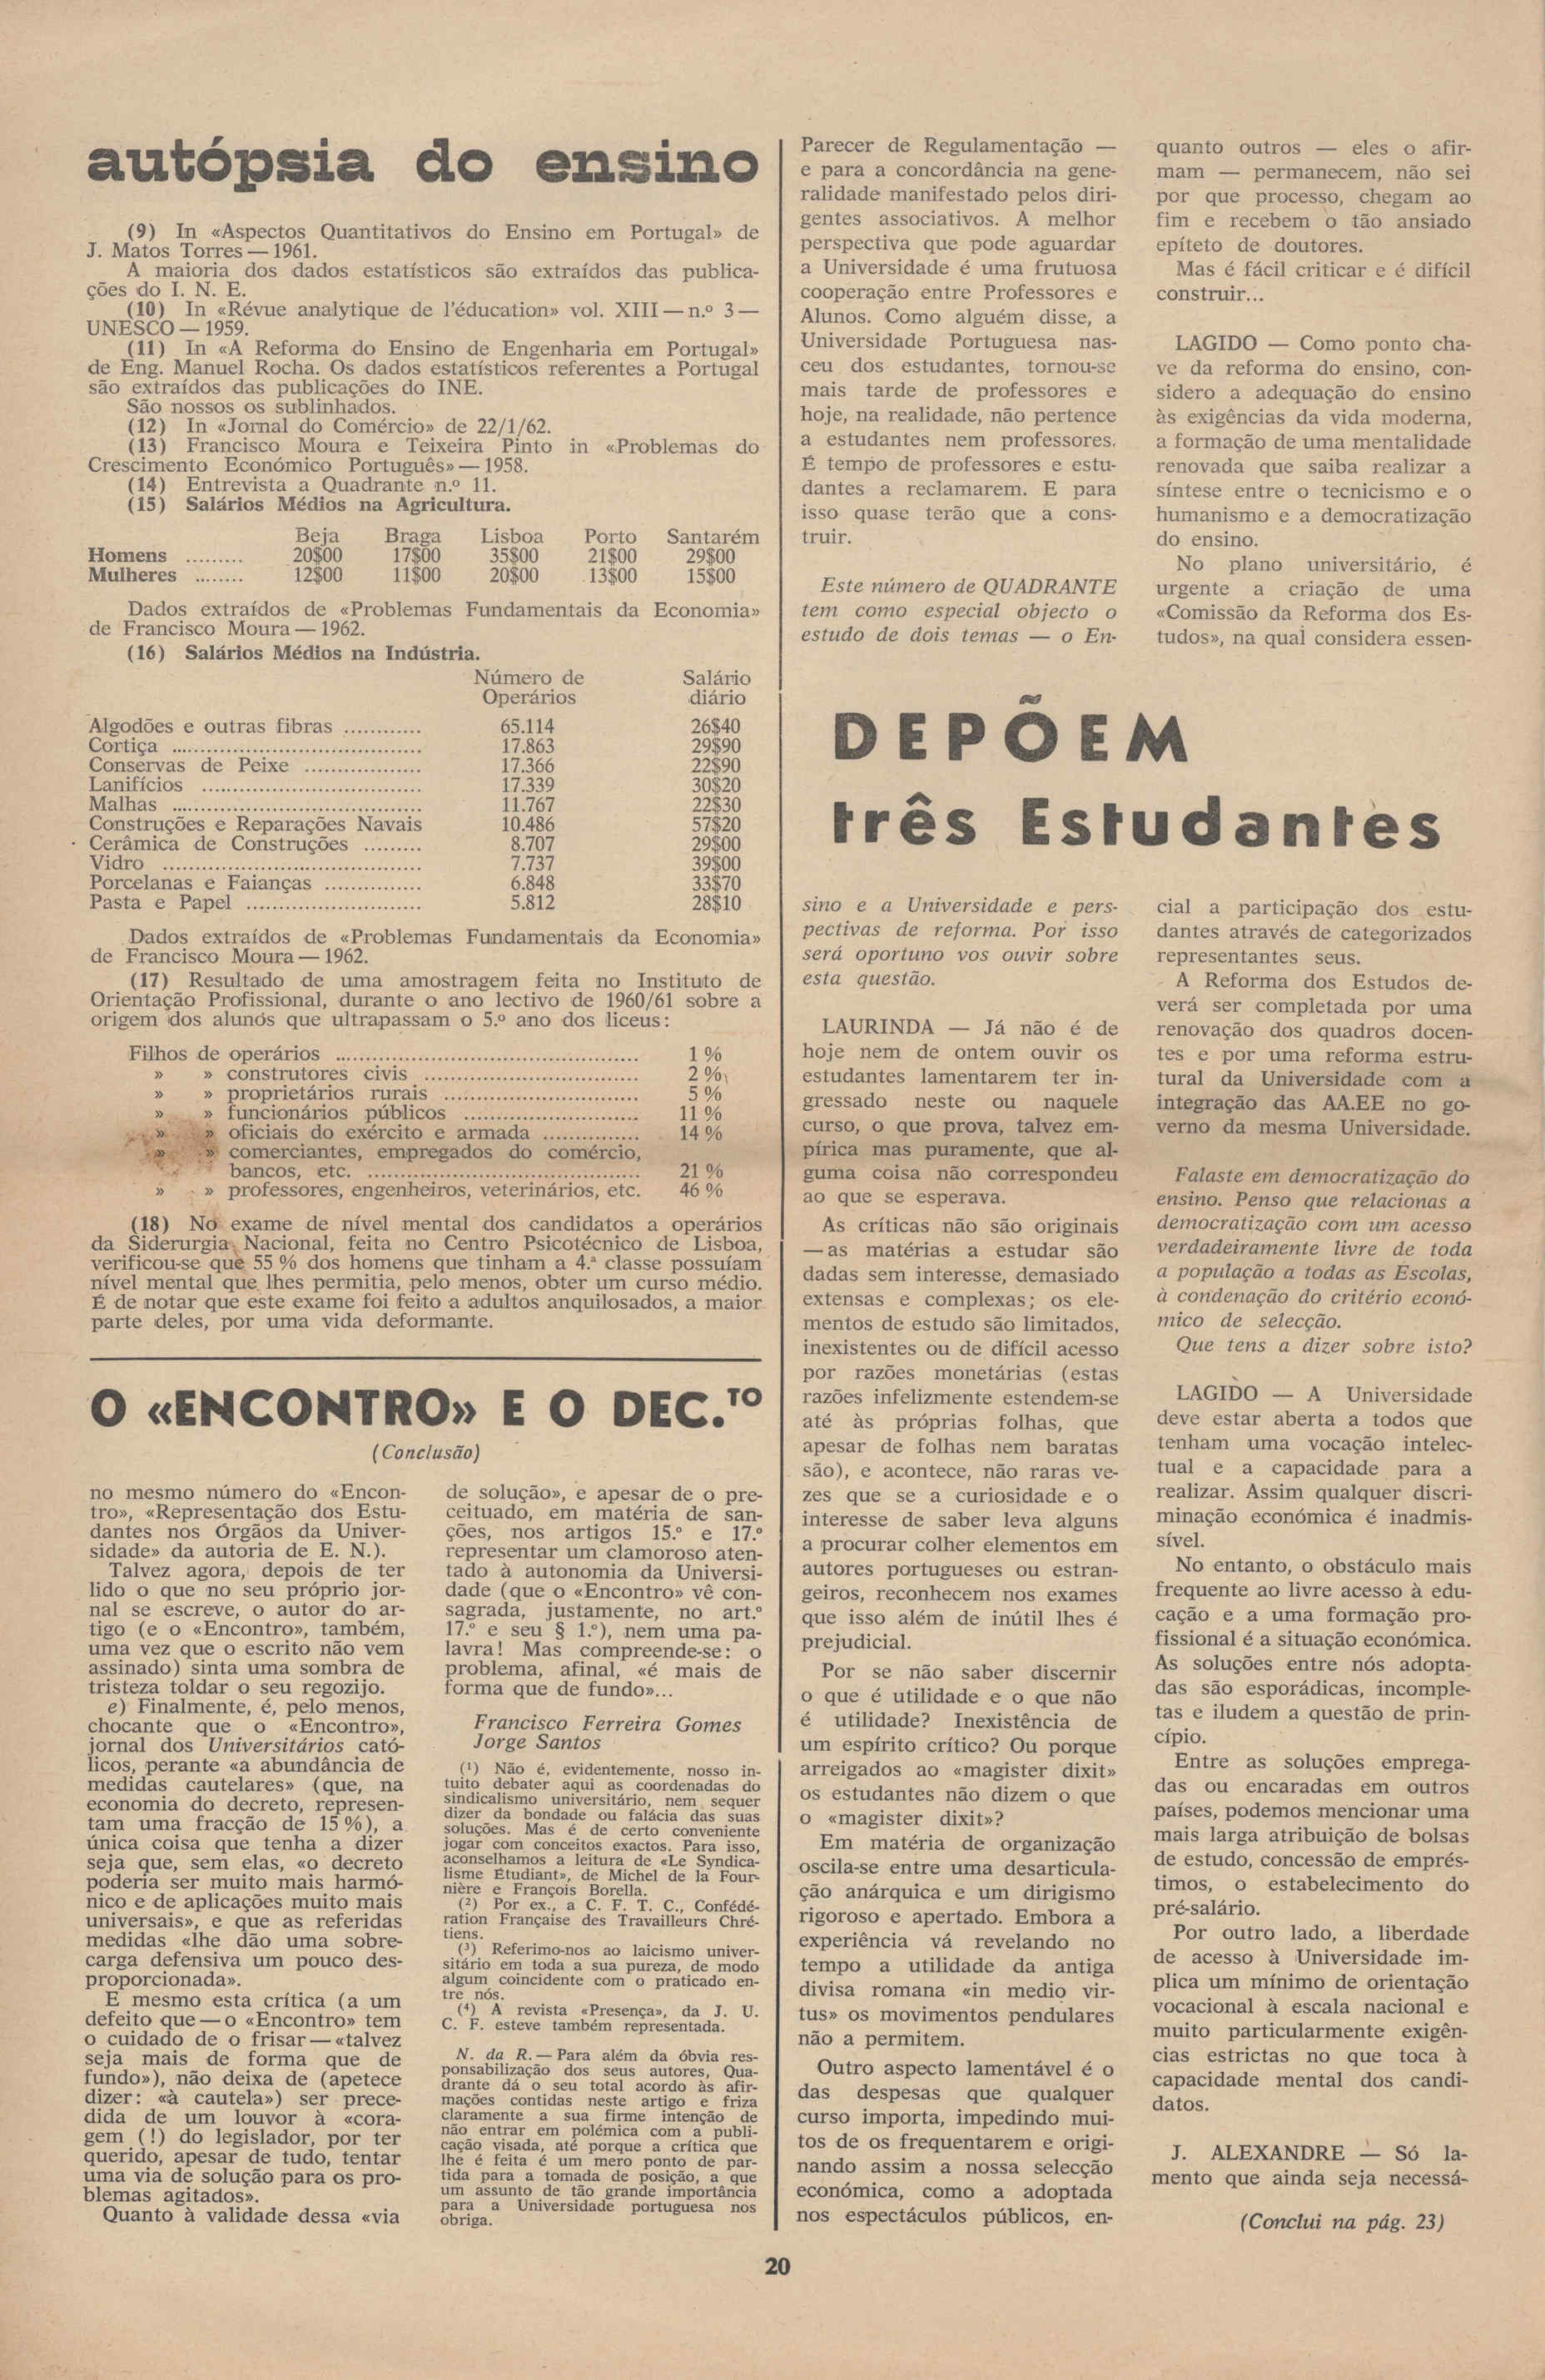 autópsia do ensino
(9) In «Aspectos Quantitativos do Ensino em Portugal» de
J. Matos Torres — 1961.
A maioria dos dados estatísticos são extraídos das publica-
ções do I. N. E.
(10) In «Révue analytique de l'éducation» vol. XIII — n.º 3 —
UNESCO — 1959.
(11) In «A Reforma do Ensino de Engenharia em Portugal»
de Eng. Manuel Rocha. Os dados estatísticos referentes a Portugal
são extraídos das publicações do INE.
São nossos os sublinhados.
(12) In «Jornal do Comércio» de 22/1/62.
(13) Francisco Moura e Teixeira Pinto in «Problemas do
Crescimento Económico Português» — 1958.
(14) Entrevista a Quadrante n.º 11.
(15) Salários Médios na Agricultura.
Beja Braga Lisboa Porto Santarém
Homens ......... 20$00 17$00 35$00 21$00 29$00
Mulheres ........ 12$00 11$00 20$00 13$00 15$00
Dados extraídos de «Problemas Fundamentais da Economia»
de Francisco Moura — 1962.
(16) Salários Médios na Indústria.
Número de Salário
Operários diário
Algodões e outras fibras ............ 65.114 26$40
Cortiça ...................................... 17.863 29$90
Conservas de Peixe .................. 17.366 22$90
Lanifícios .................................. 17.339 30$20
Malhas ...................................... 11.767 22$30
Construções e Reparações Navais 10.486 57$20
Cerâmica de Construções ......... 8.707 29$00
Vidro ........................................ 7.737 39$00
Porcelanas e Faianças ............... 6.848 33$70
Pasta e Papel ........................... 5.812 28$10
Dados extraídos de «Problemas Fundamentais da Economia»
de Francisco Moura — 1962.
(17) Resultado de uma amostragem feita no Instituto de
Orientação Profissional, durante o ano lectivo de 1960/61 sobre a
origem dos alunos que ultrapassam o 5.º ano dos liceus:
Filhos de operários .............................................. 1 %
» » construtores civis ................................. 2 %
» » proprietários rurais .............................. 5 %
» » funcionários públicos ........................... 11 %
» » oficiais do exército e armada ............... 14 %
» » comerciantes, empregados do comércio,
bancos, etc. .......................................... 21 %
» » professores, engenheiros, veterinários, etc. 46 %
(18) No exame de nível mental dos candidatos a operários
da Siderurgia Nacional, feita no Centro Psicotécnico de Lisboa,
verificou-se que 55 % dos homens que tinham a 4.ª classe possuíam
nível mental que lhes permitia, pelo menos, obter um curso médio.
É de notar que este exame foi feito a adultos anquilosados, a maior
parte deles, por uma vida deformante.
O «ENCONTRO» E O DEC.TO
(Conclusão)
no mesmo número do «Encon-
tro», «Representação dos Estu-
dantes nos Órgãos da Univer-
sidade» da autoria de E. N.).
Talvez agora, depois de ter
lido o que no seu próprio jor-
nal se escreve, o autor do ar-
tigo (e o «Encontro», também,
uma vez que o escrito não vem
assinado) sinta uma sombra de
tristeza toldar o seu regozijo.
e) Finalmente, é, pelo menos,
chocante que o «Encontro»,
jornal dos Universitários cató-
licos, perante «a abundância de
medidas cautelares» (que, na
economia do decreto, represen-
tam uma fracção de 15 %), a
única coisa que tenha a dizer
seja que, sem elas, «o decreto
poderia ser muito mais harmó-
nico e de aplicações muito mais
universais», e que as referidas
medidas «lhe dão uma sobre-
carga defensiva um pouco des-
proporcionada».
E mesmo esta crítica (a um
defeito que — o «Encontro» tem
o cuidado de o frisar — «talvez
seja mais de forma que de
fundo»), não deixa de (apetece
dizer: «à cautela») ser prece-
dida de um louvor à «cora-
gem (!) do legislador, por ter
querido, apesar de tudo, tentar
uma via de solução para os pro-
blemas agitados».
Quanto à validade dessa «via
de solução», e apesar de o pre-
ceituado, em matéria de san-
ções, nos artigos 15.º e 17.º
representar um clamoroso aten-
tado à autonomia da Universi-
dade (que o «Encontro» vê con-
sagrada, justamente, no art.º
17.º e seu § 1.º), nem uma pa-
lavra! Mas compreende-se: o
problema, afinal, «é mais de
forma que de fundo»...
Francisco Ferreira Gomes
Jorge Santos
(1) Não é, evidentemente, nosso in-
tuito debater aqui as coordenadas do
sindicalismo universitário, nem sequer
dizer da bondade ou falácia das suas
soluções. Mas é de certo conveniente
jogar com conceitos exactos. Para isso,
aconselhamos a leitura de «Le Syndica-
lisme Étudiant», de Michel de la Four-
nière e François Borella.
(2) Por ex., a C. F. T. C., Confédé-
ration Française des Travailleurs Chré-
tiens.
(3) Referimo-nos ao laicismo univer-
sitário em toda a sua pureza, de modo
algum coincidente com o praticado en-
tre nós.
(4) A revista «Presença», da J. U.
C. F. esteve também representada.
N. da R. — Para além da óbvia res-
ponsabilização dos seus autores, Qua-
drante dá o seu total acordo às afir-
mações contidas neste artigo e friza
claramente a sua firme intenção de
não entrar em polémica com a publi-
cação visada, até porque a crítica que
lhe é feita é um mero ponto de par-
tida para a tomada de posição, a que
um assunto de tão grande importância
para a Universidade portuguesa nos
obriga.
Parecer de Regulamentação —
e para a concordância na gene-
ralidade manifestado pelos diri-
gentes associativos. A melhor
perspectiva que pode aguardar
a Universidade é uma frutuosa
cooperação entre Professores e
Alunos. Como alguém disse, a
Universidade Portuguesa nas-
ceu dos estudantes, tornou-se
mais tarde de professores e
hoje, na realidade, não pertence
a estudantes nem professores.
É tempo de professores e estu-
dantes a reclamarem. E para
isso quase terão que a cons-
truir.
Este número de QUADRANTE
tem como especial objecto o
estudo de dois temas — o En-
quanto outros — eles o afir-
mam — permanecem, não sei
por que processo, chegam ao
fim e recebem o tão ansiado
epíteto de doutores.
Mas é fácil criticar e é difícil
construir...
LAGIDO — Como ponto cha-
ve da reforma do ensino, con-
sidero a adequação do ensino
às exigências da vida moderna,
a formação de uma mentalidade
renovada que saiba realizar a
síntese entre o tecnicismo e o
humanismo e a democratização
do ensino.
No plano universitário, é
urgente a criação de uma
«Comissão da Reforma dos Es-
tudos», na qual considera essen-
DEPÕEM
três Estudantes
sino e a Universidade e pers-
pectivas de reforma. Por isso
será oportuno vos ouvir sobre
esta questão.
LAURINDA — Já não é de
hoje nem de ontem ouvir os
estudantes lamentarem ter in-
gressado neste ou naquele
curso, o que prova, talvez em-
pírica mas puramente, que al-
guma coisa não correspondeu
ao que se esperava.
As críticas não são originais
— as matérias a estudar são
dadas sem interesse, demasiado
extensas e complexas; os ele-
mentos de estudo são limitados,
inexistentes ou de difícil acesso
por razões monetárias (estas
razões infelizmente estendem-se
até às próprias folhas, que
apesar de folhas nem baratas
são), e acontece, não raras ve-
zes que se a curiosidade e o
interesse de saber leva alguns
a procurar colher elementos em
autores portugueses ou estran-
geiros, reconhecem nos exames
que isso além de inútil lhes é
prejudicial.
Por se não saber discernir
o que é utilidade e o que não
é utilidade? Inexistência de
um espírito crítico? Ou porque
arreigados ao «magister dixit»
os estudantes não dizem o que
o «magister dixit»?
Em matéria de organização
oscila-se entre uma desarticula-
ção anárquica e um dirigismo
rigoroso e apertado. Embora a
experiência vá revelando no
tempo a utilidade da antiga
divisa romana «in medio vir-
tus» os movimentos pendulares
não a permitem.
Outro aspecto lamentável é o
das despesas que qualquer
curso importa, impedindo mui-
tos de os frequentarem e origi-
nando assim a nossa selecção
económica, como a adoptada
nos espectáculos públicos, en-
cial a participação dos estu-
dantes através de categorizados
representantes seus.
A Reforma dos Estudos de-
verá ser completada por uma
renovação dos quadros docen-
tes e por uma reforma estru-
tural da Universidade com a
integração das AA.EE no go-
verno da mesma Universidade.
Falaste em democratização do
ensino. Penso que relacionas a
democratização com um acesso
verdadeiramente livre de toda
a população a todas as Escolas,
à condenação do critério econó-
mico de selecção.
Que tens a dizer sobre isto?
LAGIDO — A Universidade
deve estar aberta a todos que
tenham uma vocação intelec-
tual e a capacidade para a
realizar. Assim qualquer discri-
minação económica é inadmis-
sível.
No entanto, o obstáculo mais
frequente ao livre acesso à edu-
cação e a uma formação pro-
fissional é a situação económica.
As soluções entre nós adopta-
das são esporádicas, incomple-
tas e iludem a questão de prin-
cípio.
Entre as soluções emprega-
das ou encaradas em outros
países, podemos mencionar uma
mais larga atribuição de bolsas
de estudo, concessão de emprés-
timos, o estabelecimento do
pré-salário.
Por outro lado, a liberdade
de acesso à Universidade im-
plica um mínimo de orientação
vocacional à escala nacional e
muito particularmente exigên-
cias estrictas no que toca à
capacidade mental dos candi-
datos.
J. ALEXANDRE — Só la-
mento que ainda seja necessá-
(Conclui na pág. 23)
20